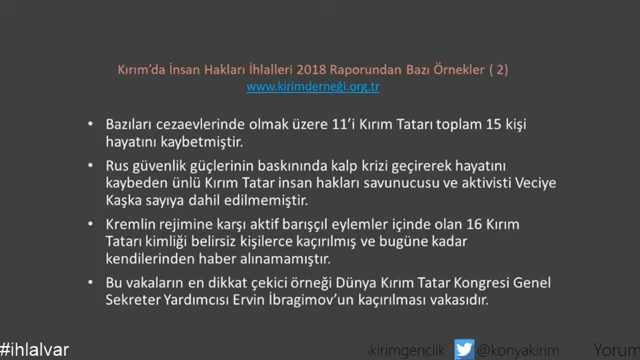 Kırım'da İnsan Hakları İhlalleri 2018 Raporundan Bazı Örnekler ( 2)
www.kirimderneği.org.tr
• Bazıları cezaevlerinde olmak üzere 11'i Kırım Tatarı toplam 15 kişi
hayatını kaybetmiştir.
• Rus güvenlik güçlerinin baskınında kalp krizi geçirerek hayatını
kaybeden ünlü Kırım Tatar insan hakları savunucusu ve aktivisti Veciye
Kaşka sayıya dahil edilmemiştir.
• Kremlin rejimine karşı aktif barışçıl eylemler içinde olan 16 Kırım
Tatarı kimliği belirsiz kişilerce kaçırılmış ve bugüne kadar
kendilerinden haber alınamamıştır.
• Bu vakaların en dikkat çekici örneği Dünya Kırım Tatar Kongresi Genel
Sekreter Yardımcısı Ervin İbragimov'un kaçırılması vakasıdır.
#ihlalvar
kirimgenclik @konyakirim Yorum